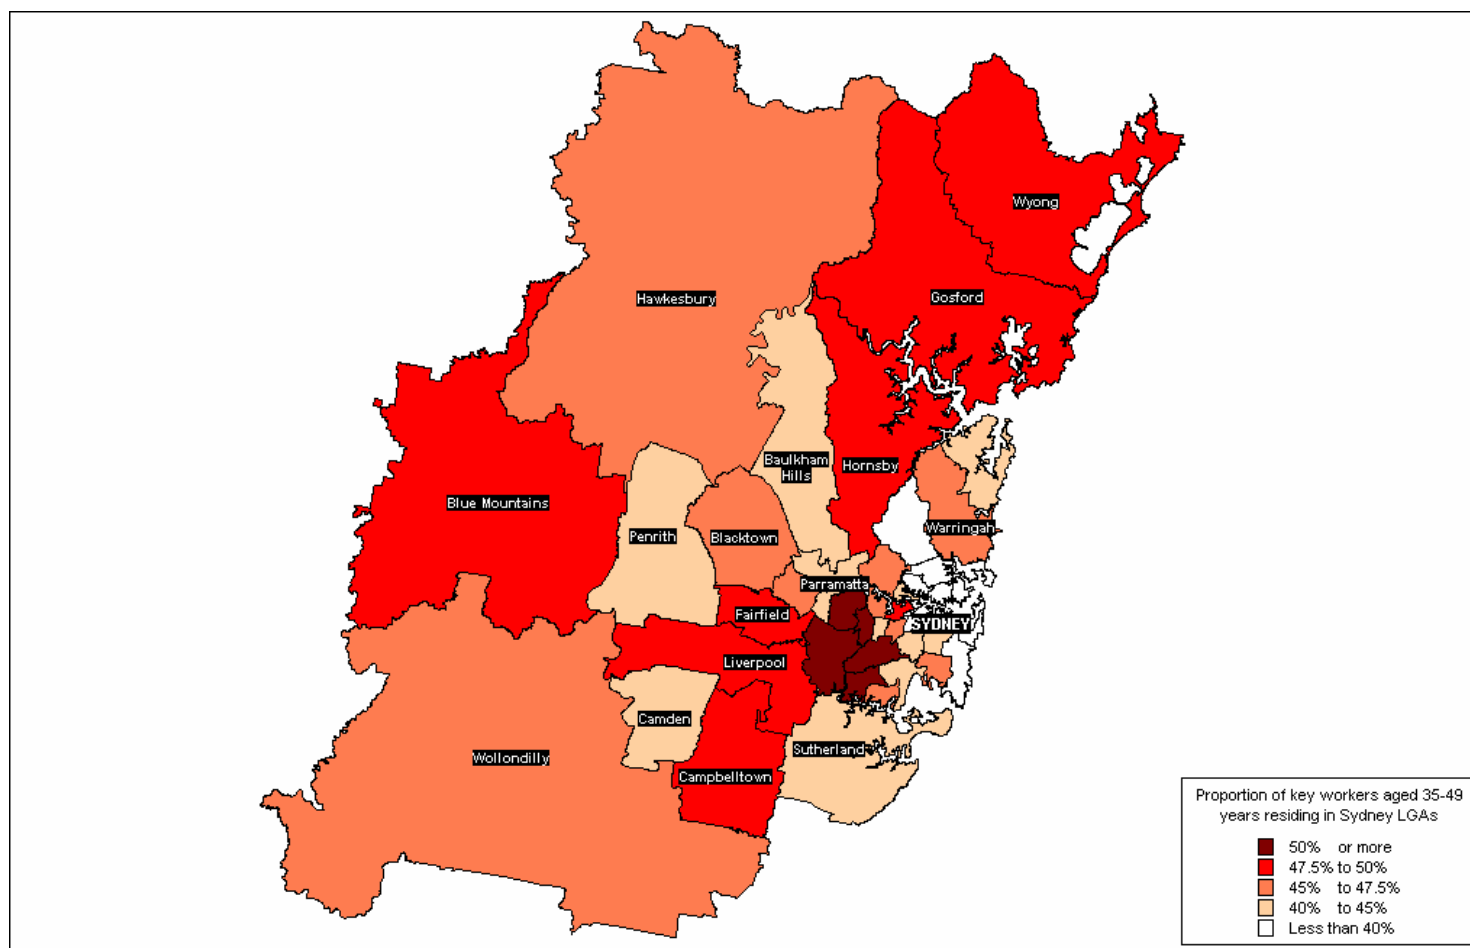 Wyong
Hawkesbury
Gosford
Baulkham
Hills
Hornsby
Blue Mountains
Warringah
Penrith
Blacktown
Parramatta
Fairfield
SYDNEY
Liverpool
Camden
Sutherland
Wollondilly
Campbelltown
Proportion of key workers aged 35-49
years residing in Sydney LGAs
50% or more
47.5% to 50%
45% to 47.5%
40% to 45%
Less than 40%